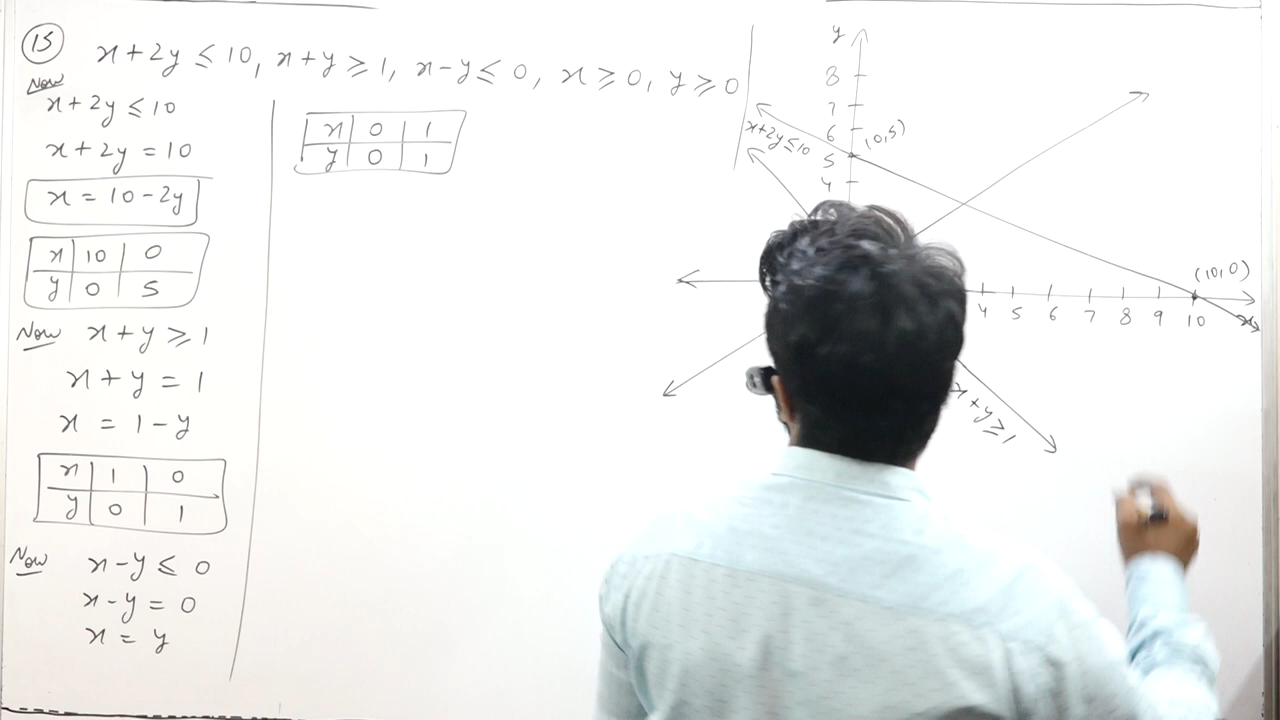 15 x + 2y ≤ 10, x + y ≥ 1, x - y ≤ 0, x ≥ 0, y ≥ 0
Now
x + 2y ≤ 10
x + 2y = 10
x = 10 - 2y
x 10 0
y 0 5
Now x + y ≥ 1
x + y = 1
x = 1 - y
x 1 0
y 0 1
Now x - y ≤ 0
x - y = 0
x = y
x 0 1
y 0 1
y
8
7
6
5
4
(0,5)
x+2y≤10
(10,0)
4 5 6 7 8 9 10 x
x + y ≥ 1